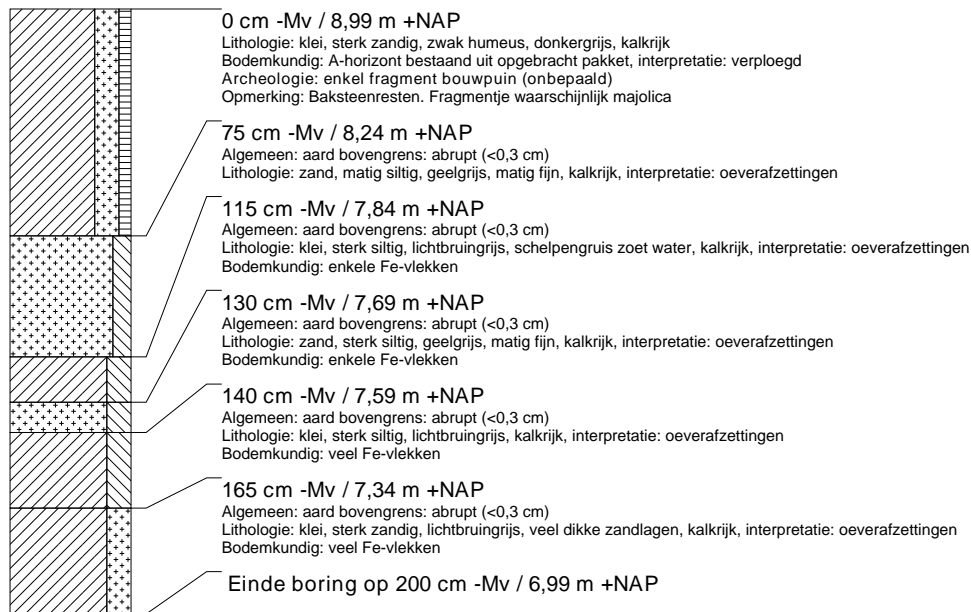 0 cm -Mv / 8,99 m +NAP
Lithologie: klei, sterk zandig, zwak humeus, donkergrijs, kalkrijk
Bodemkundig: A-horizont bestaand uit opgebracht pakket, interpretatie: verploegd
Archeologie: enkel fragment bouwpuin (onbepaald)
Opmerking: Baksteenresten. Fragmentje waarschijnlijk majolica
75 cm -Mv / 8,24 m +NAP
Algemeen: aard bovengrens: abrupt (<0,3 cm)
Lithologie: zand, matig siltig, geelgrijs, matig fijn, kalkrijk, interpretatie: oeverafzettingen
115 cm -Mv / 7,84 m +NAP
Algemeen: aard bovengrens: abrupt (<0,3 cm)
Lithologie: klei, sterk siltig, lichtbruingrijs, schelpengruis zoet water, kalkrijk, interpretatie: oeverafzettingen
Bodemkundig: enkele Fe-vlekken
130 cm -Mv / 7,69 m +NAP
Algemeen: aard bovengrens: abrupt (<0,3 cm)
Lithologie: zand, sterk siltig, geelgrijs, matig fijn, kalkrijk, interpretatie: oeverafzettingen
Bodemkundig: enkele Fe-vlekken
140 cm -Mv / 7,59 m +NAP
Algemeen: aard bovengrens: abrupt (<0,3 cm)
Lithologie: klei, sterk siltig, lichtbruingrijs, kalkrijk, interpretatie: oeverafzettingen
Bodemkundig: veel Fe-vlekken
165 cm -Mv / 7,34 m +NAP
Algemeen: aard bovengrens: abrupt (<0,3 cm)
Lithologie: klei, sterk zandig, lichtbruingrijs, veel dikke zandlagen, kalkrijk, interpretatie: oeverafzettingen
Bodemkundig: veel Fe-vlekken
Einde boring op 200 cm -Mv / 6,99 m +NAP